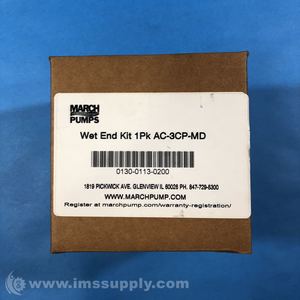 MARCH
PUMPS
Wet End Kit 1Pk AC-3CP-MD
0130-0113-0200
1819 PICKWICK AVE. GLENVIEW IL 60026 PH. 847-729-5300
WWW.MARCHPUMP.COM
Register at marchpump.com/warranty-registration/
© www.imssupply.com/